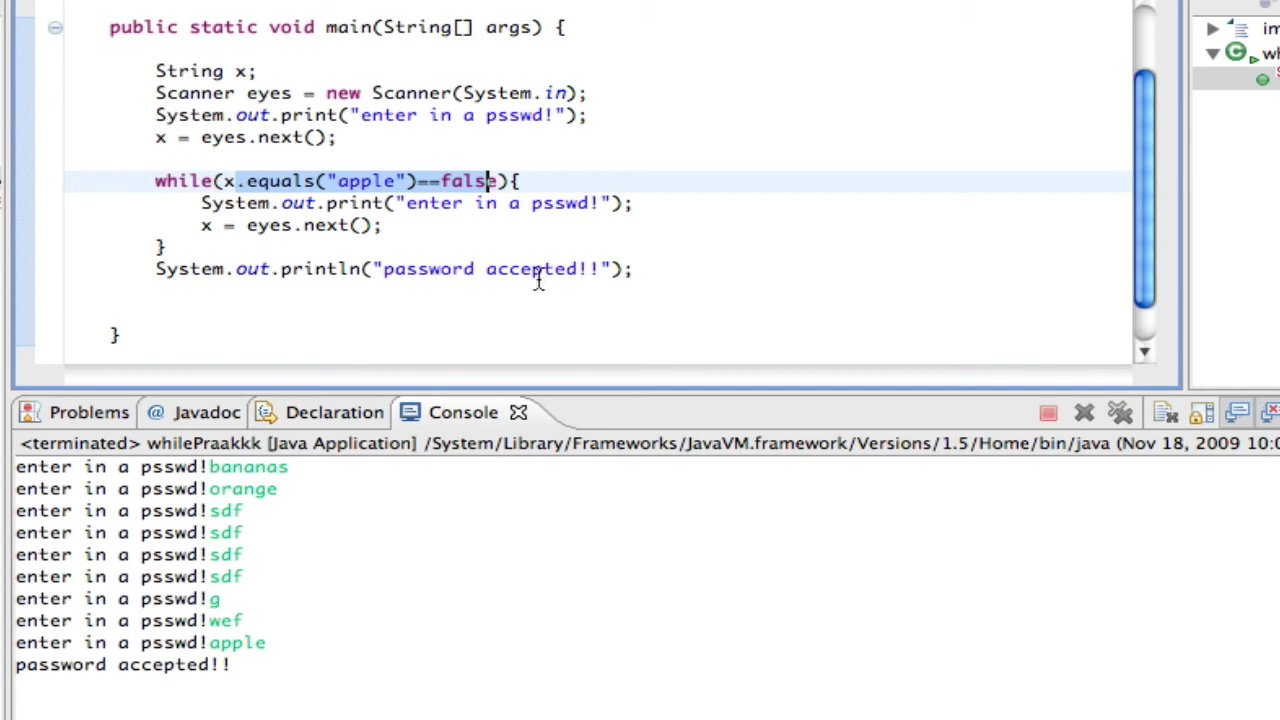 public static void main(String[] args) {
String x;
Scanner eyes = new Scanner(System.in);
System.out.print("enter in a psswd!");
x = eyes.next();
while(x.equals("apple")==false){
System.out.print("enter in a psswd!");
x = eyes.next();
}
System.out.println("password accepted!!");
}
im
wh
Problems @ Javadoc Declaration Console
<terminated> whilePraakkk [Java Application] /System/Library/Frameworks/JavaVM.framework/Versions/1.5/Home/bin/java (Nov 18, 2009 10:0
enter in a psswd!bananas
enter in a psswd!orange
enter in a psswd!sdf
enter in a psswd!sdf
enter in a psswd!sdf
enter in a psswd!sdf
enter in a psswd!g
enter in a psswd!wef
enter in a psswd!apple
password accepted!!